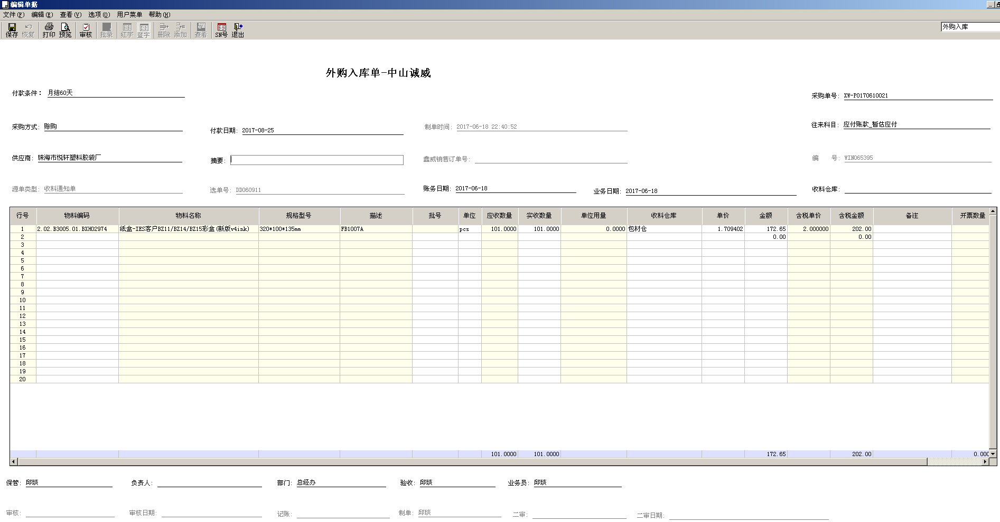 编辑单据
文件(F) 编辑(E) 查看(V) 选项(O) 用户菜单 帮助(H)
保存 恢复 打印 预览 审核 批录 红字 蓝字 删除 添加 查看 SN号 退出 外购入库
外购入库单-中山诚威
付款条件： 月结60天
采购单号: XW-PO170610021
采购方式: 赊购 付款日期: 2017-08-25 制单时间: 2017-06-18 22:40:52 往来科目: 应付账款_暂估应付
供应商: 珠海市悦轩塑料胶袋厂 摘要: 鑫威销售订单号: 编 号: WIN065395
源单类型: 收料通知单 选单号: DD060911 账务日期: 2017-06-18 业务日期: 2017-06-18 收料仓库:
行号 物料编码 物料名称 规格型号 描述 批号 单位 应收数量 实收数量 单位用量 收料仓库 单价 金额 含税单价 含税金额 备注 开票数量
1 2.02.B3005.01.BXH02974 纸盒-IES客户BZ11/BZ14/BZ15彩盒(新版v4ink) 320*100*135mm FB1007A pcs 101.0000 101.0000 0.0000 包材仓 1.709402 172.65 2.000000 202.00
2 0.00 0.00
3
4
5
6
7
8
9
10
11
12
13
14
15
16
17
18
19
20
101.0000 101.0000 172.65 202.00 0.000
保管: 邱琰 负责人: 部门: 总经办 验收: 邱琰 业务员: 邱琰
审核: 审核日期: 记账: 制单: 邱琰 二审: 二审日期: